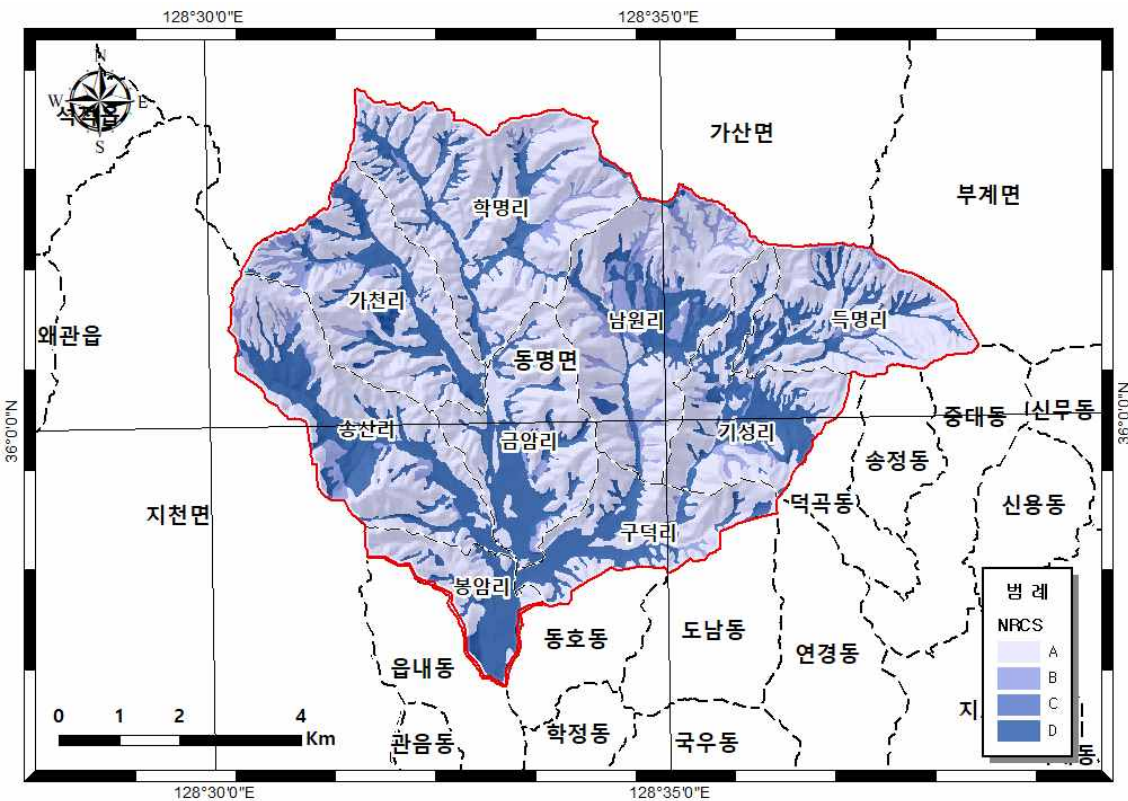 128°30'0"E
128°35'0"E
N
W
E
S
석적읍
가산면
부계면
학명리
가천리
왜관읍
남원리
득명리
동명면
36°0'0"N
36°0'0"N
송산리
금암리
기성리
중대동
신무동
송정동
지천면
덕곡동
신용동
구덕리
봉암리
동호동
도남동
연경동
읍내동
학정동
국우동
관음동
범 례
NRCS
A
B
C
D
0
1
2
4
Km
128°30'0"E
128°35'0"E